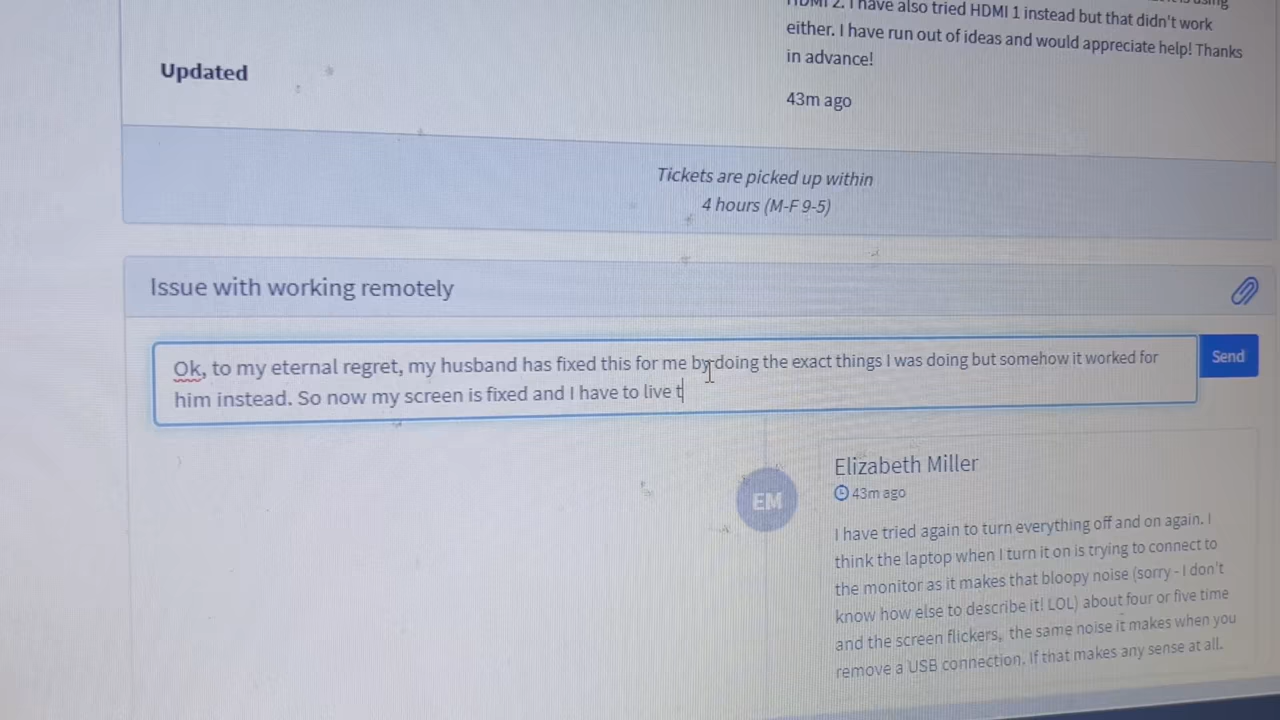 HDMI 2. I have also tried HDMI 1 instead but that didn't work
either. I have run out of ideas and would appreciate help! Thanks
in advance!
Updated
43m ago
Tickets are picked up within
4 hours (M-F 9-5)
Issue with working remotely
Ok, to my eternal regret, my husband has fixed this for me by doing the exact things I was doing but somehow it worked for
him instead. So now my screen is fixed and I have to live t
Send
EM
Elizabeth Miller
43m ago
I have tried again to turn everything off and on again. I
think the laptop when I turn it on is trying to connect to
the monitor as it makes that bloopy noise (sorry - I don't
know how else to describe it! LOL) about four or five time
and the screen flickers, the same noise it makes when you
remove a USB connection. If that makes any sense at all.